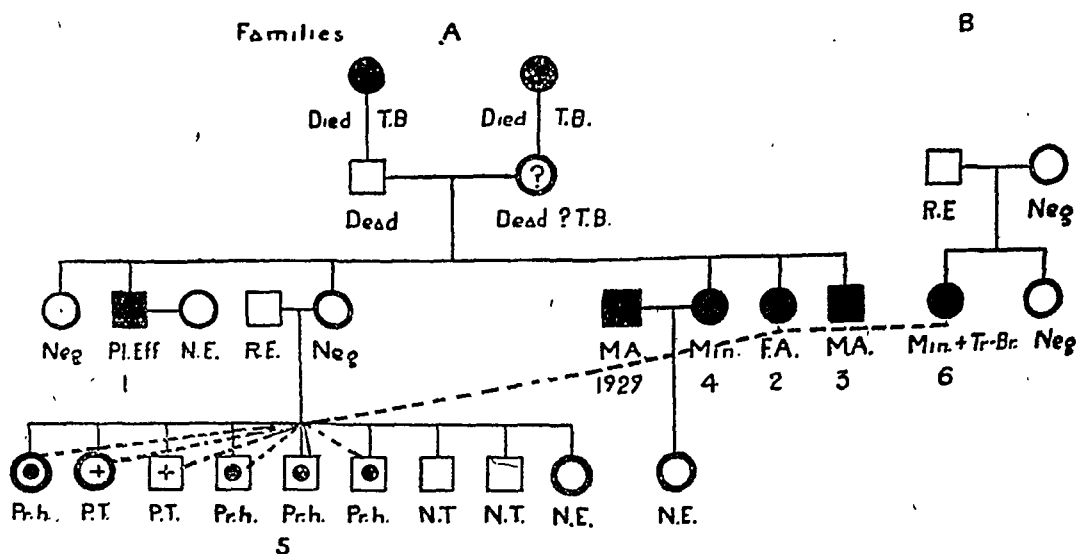 Families A B
Died T.B Died T.B.
?
Dead Dead ? T.B.
R.E Neg
Neg Pl.Eff N.E. R.E. Neg M.A. Min. F.A. M.A. Min. + Tr-Br. Neg
1 1929 4 2 3 6
Pr.h. P.T. P.T. Pr.h. Pr.h. Pr.h. N.T N.T. N.E. N.E.
5